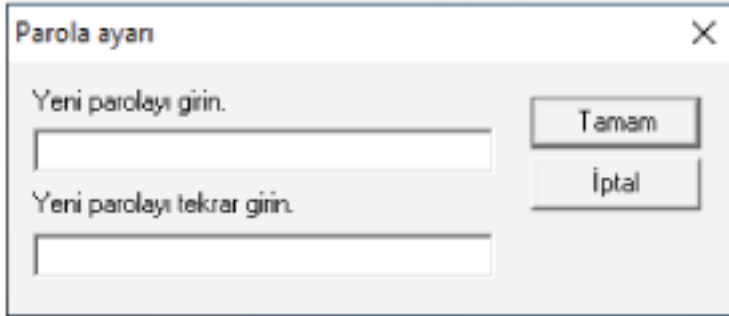 Parola ayarı
Yeni parolayı girin.
Tamam
İptal
Yeni parolayı tekrar girin.